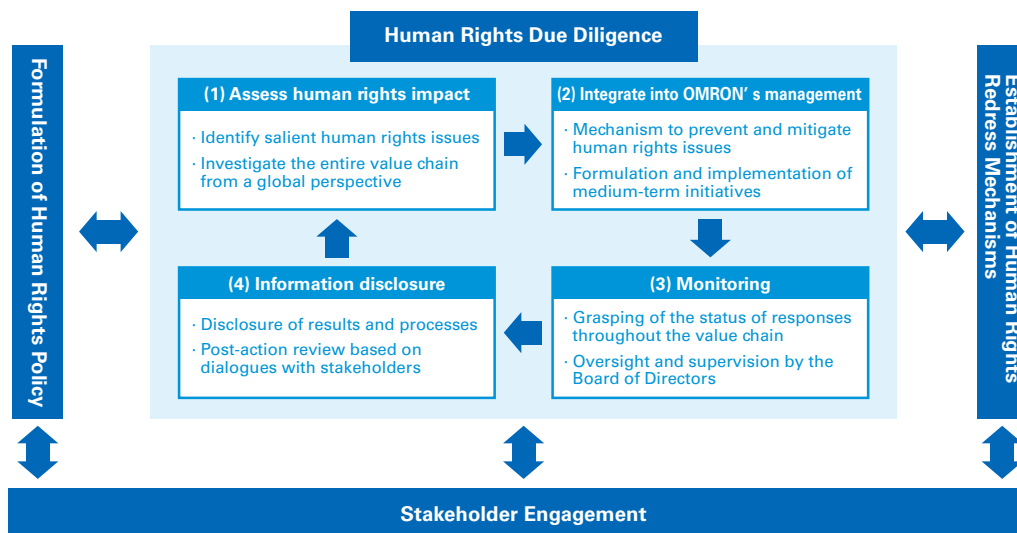 Human Rights Due Diligence
Formulation of Human Rights Policy
(1) Assess human rights impact
· Identify salient human rights issues
· Investigate the entire value chain
from a global perspective
(2) Integrate into OMRON’ s management
· Mechanism to prevent and mitigate
human rights issues
· Formulation and implementation of
medium-term initiatives
(4) Information disclosure
· Disclosure of results and processes
· Post-action review based on
dialogues with stakeholders
(3) Monitoring
· Grasping of the status of responses
throughout the value chain
· Oversight and supervision by the
Board of Directors
Establishment of Human Rights
Redress Mechanisms
Stakeholder Engagement